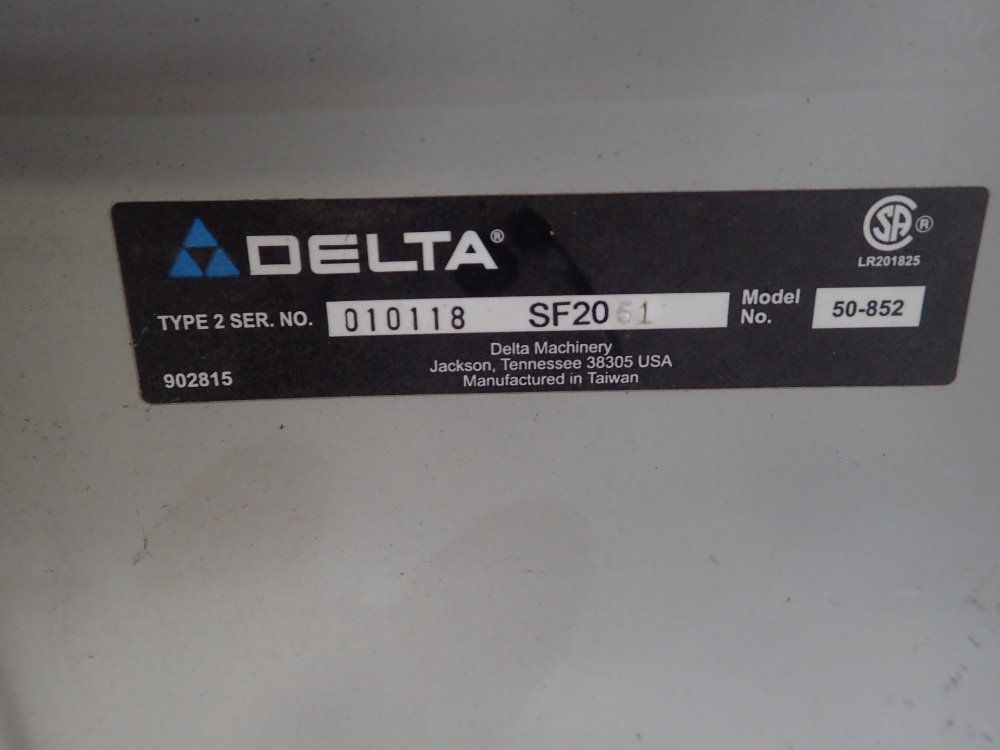 DELTA®
SA ®
LR201825
TYPE 2 SER. NO. 010118 SF2051 Model No. 50-852
Delta Machinery
Jackson, Tennessee 38305 USA
902815 Manufactured in Taiwan